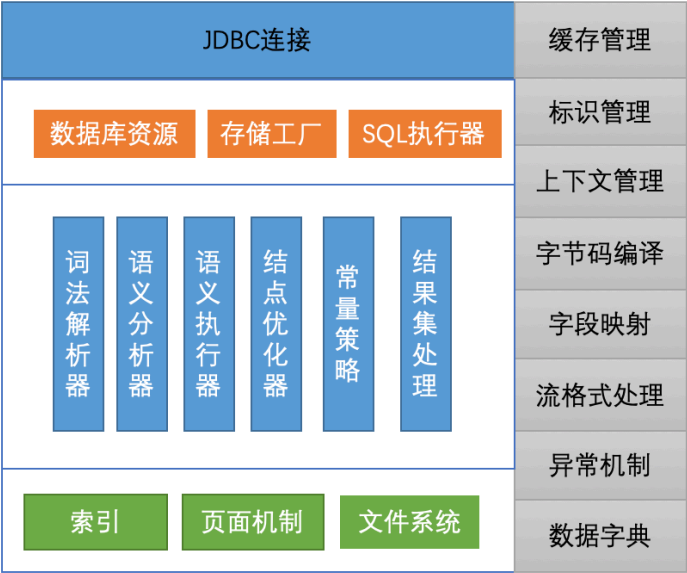 JDBC连接
数据库资源
存储工厂
SQL执行器
词法解析器
语义分析器
语义执行器
结点优化器
常量策略
结果集处理
索引
页面机制
文件系统
缓存管理
标识管理
上下文管理
字节码编译
字段映射
流格式处理
异常机制
数据字典